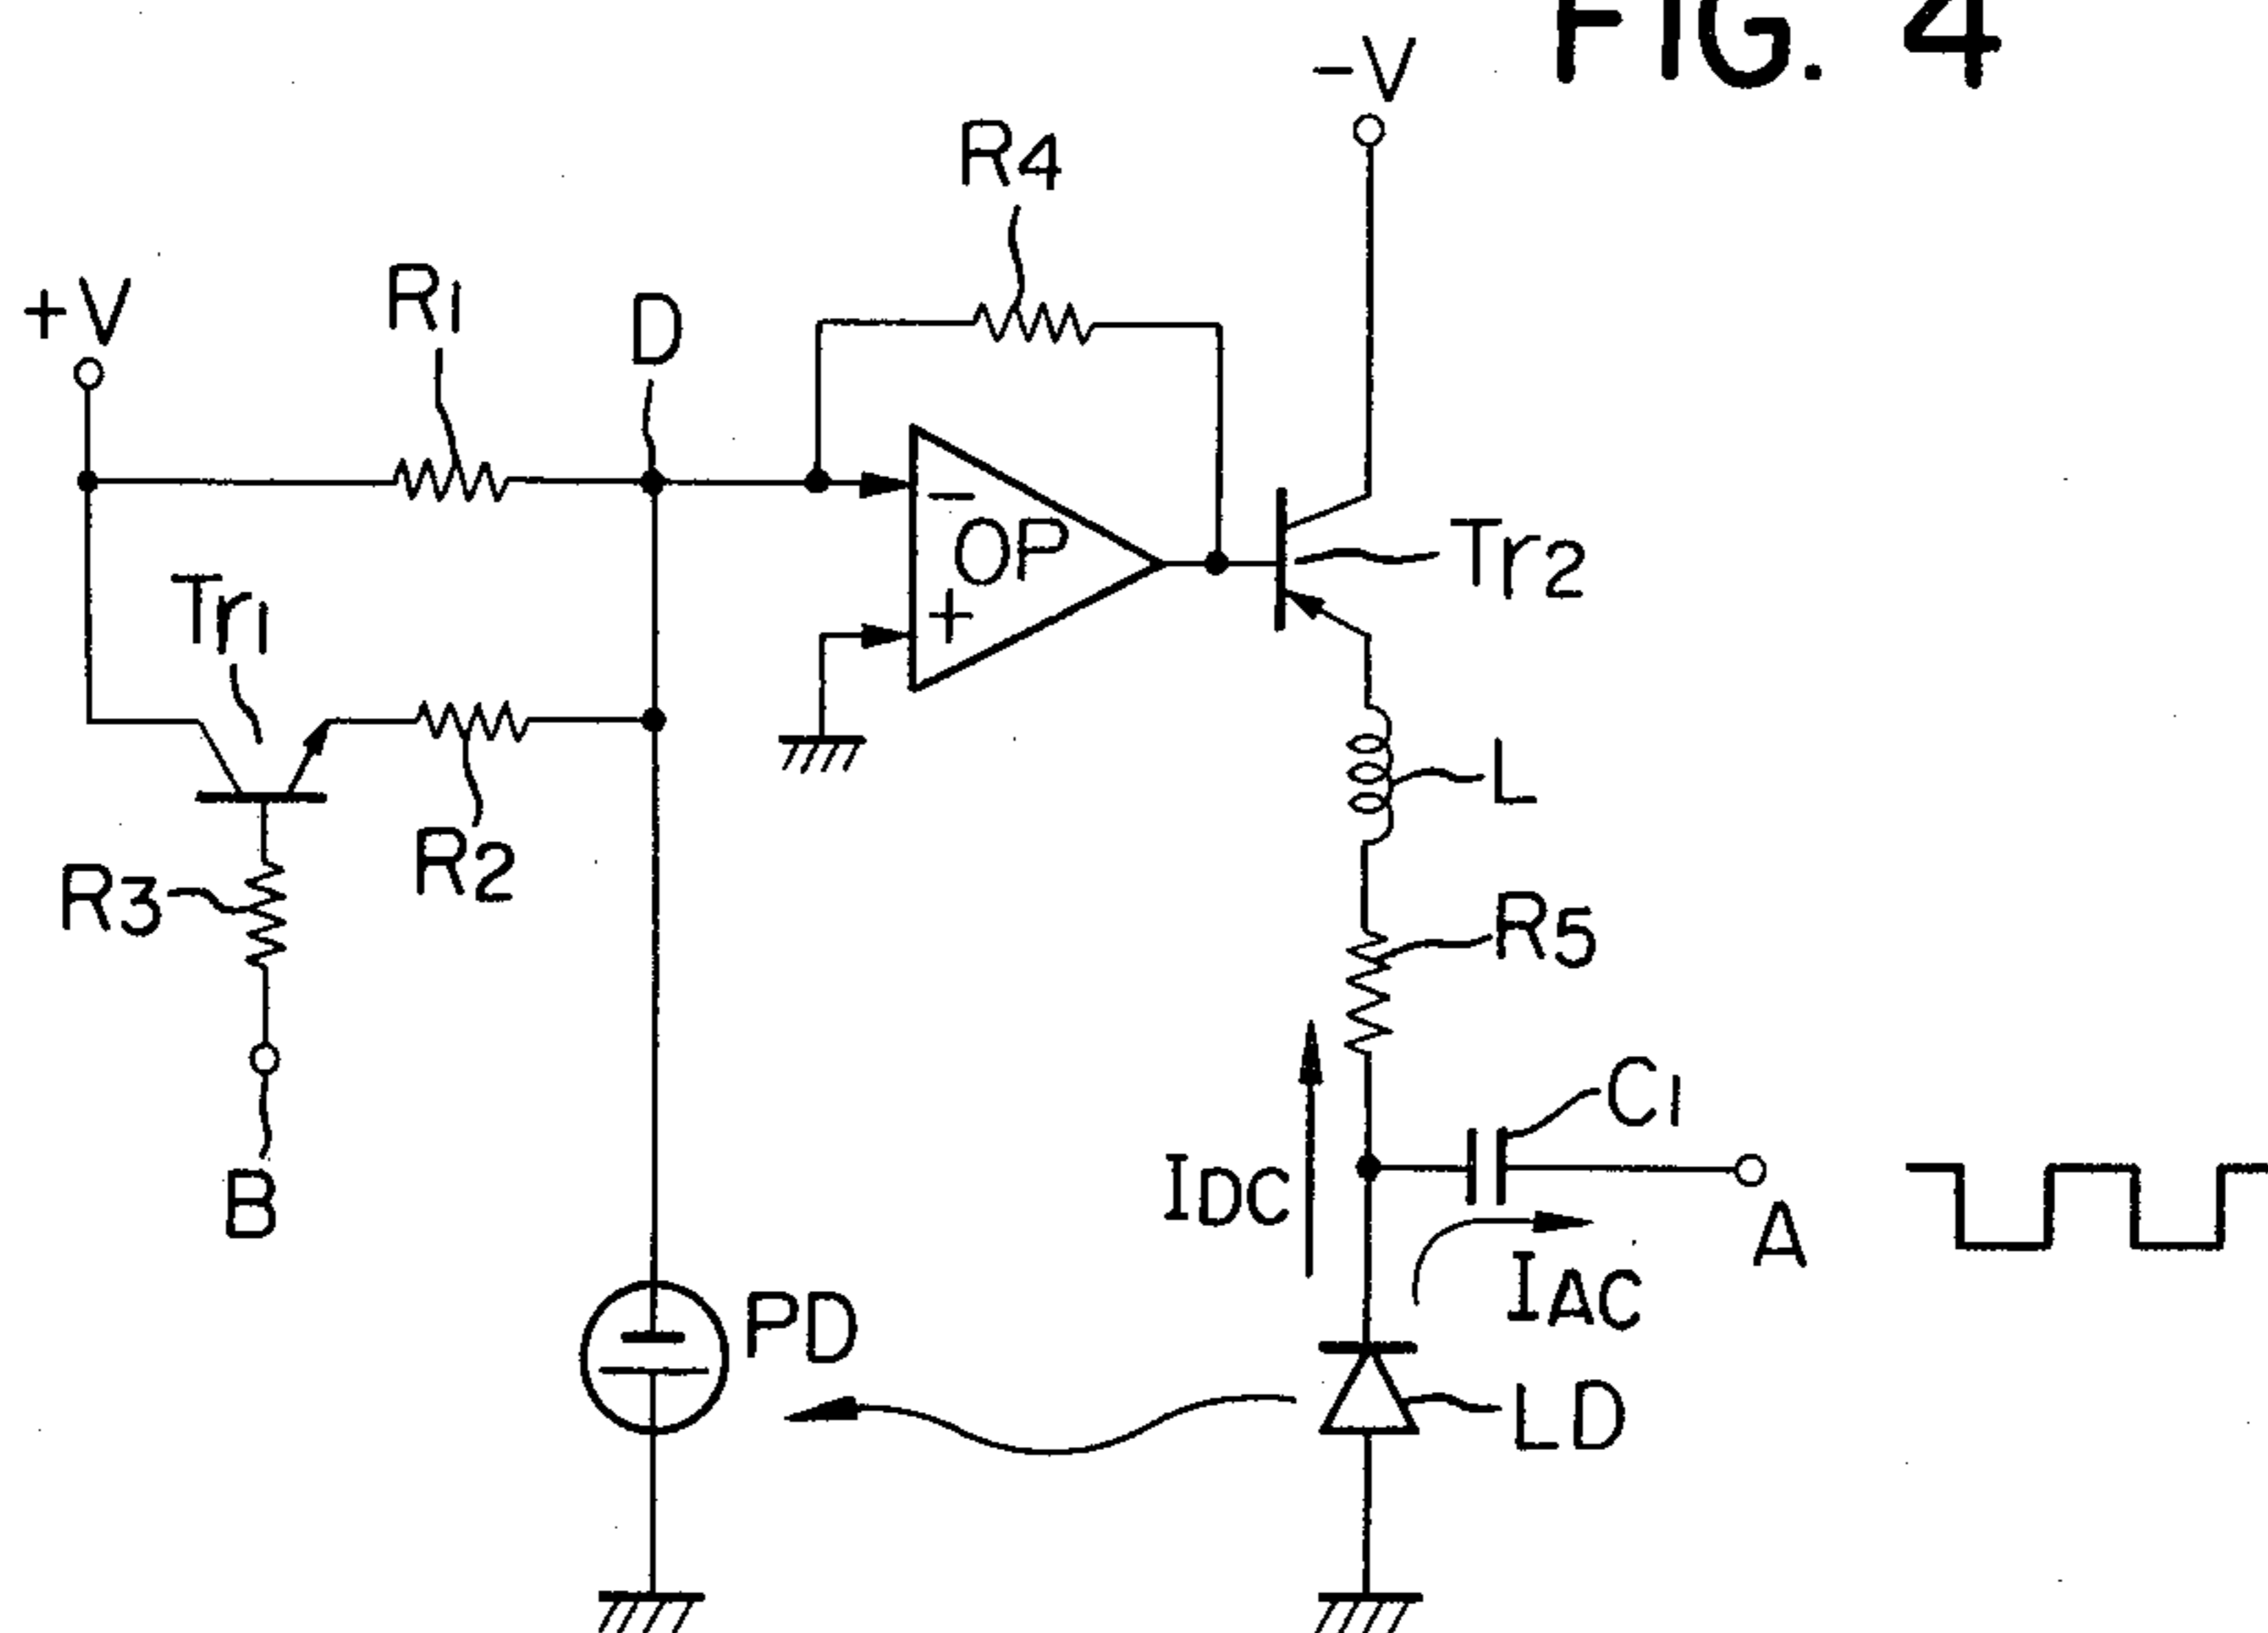 FIG. 4
-V
R4
+V
R1
D
- OP +
Tr2
Tr1
L
R2
R3
R5
C1
IDC
B
A
IAC
PD
LD